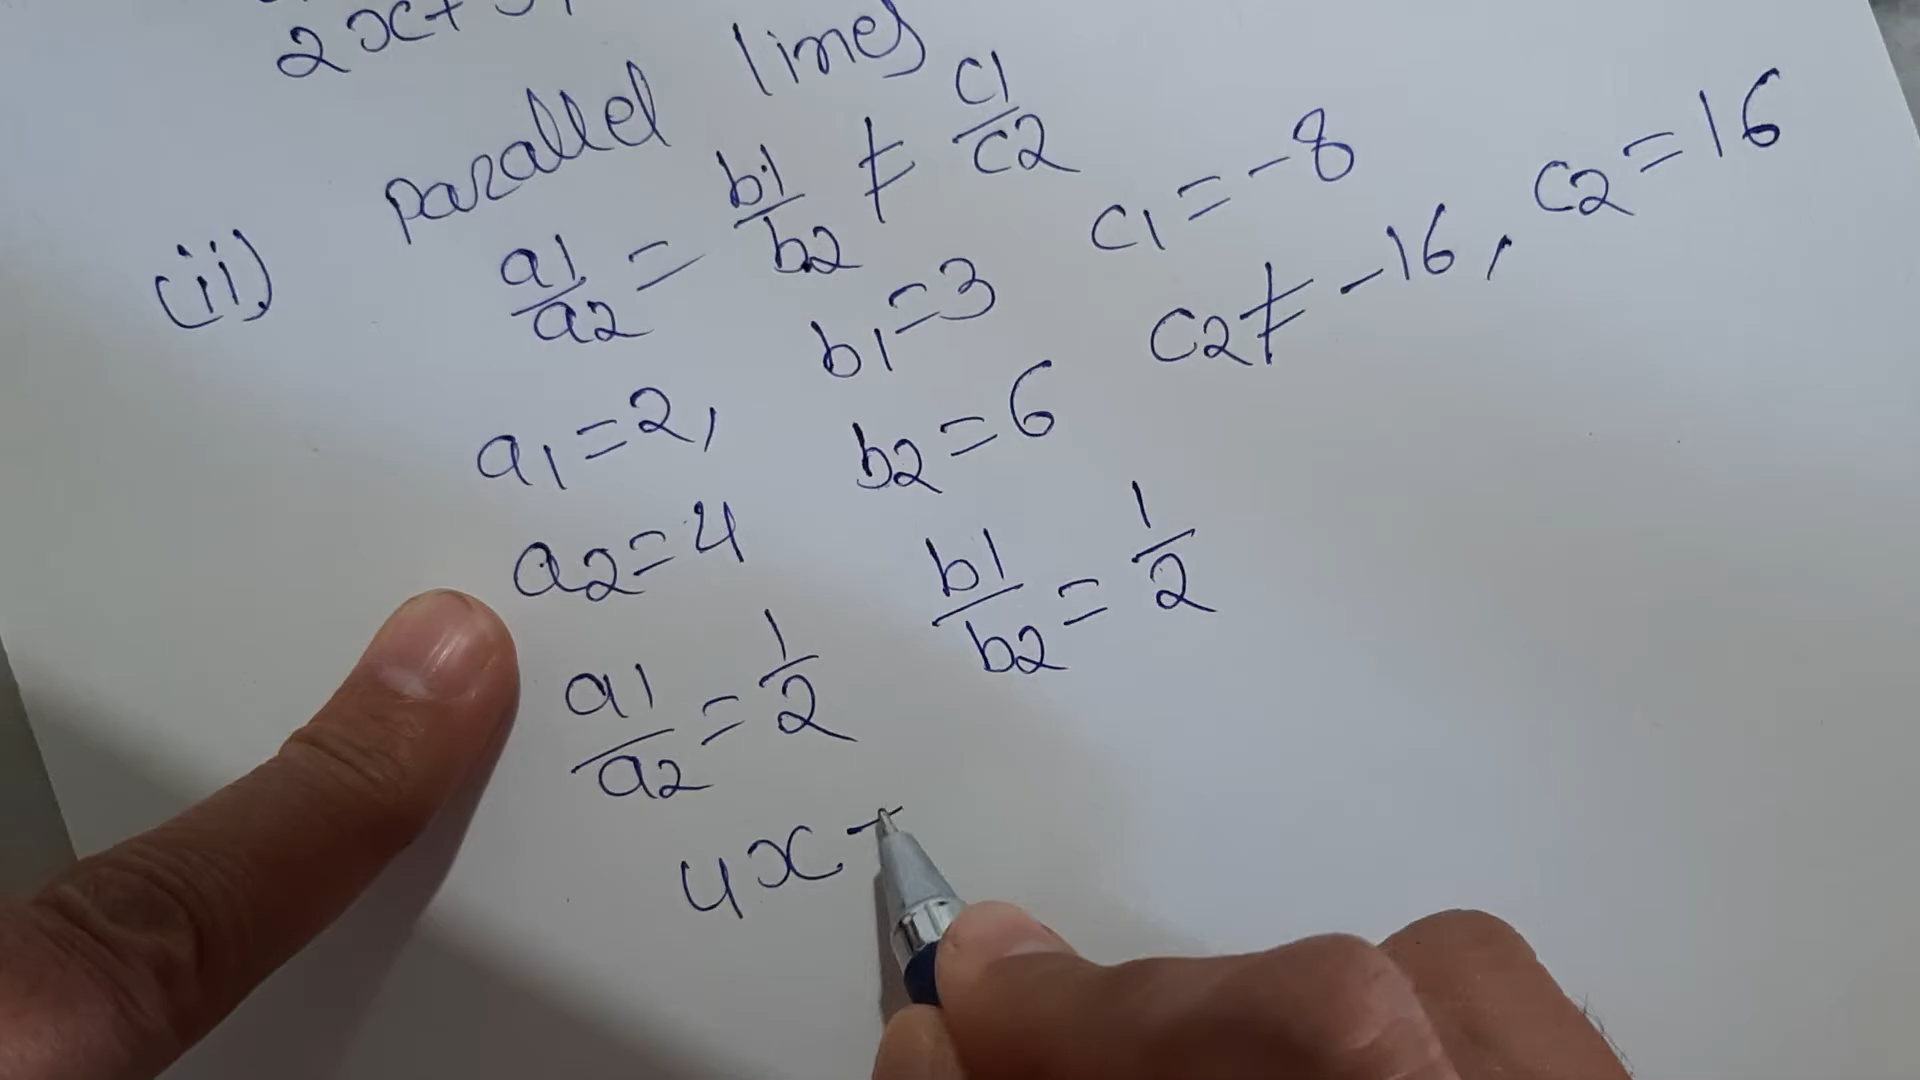 2x+
(ii) parallel lines
a1/a2 = b1/b2 ≠ c1/c2
a1=2, b1=3 c1=-8
a2=4 b2=6 c2≠-16, c2=16
a1/a2=1/2 b1/b2=1/2
4x